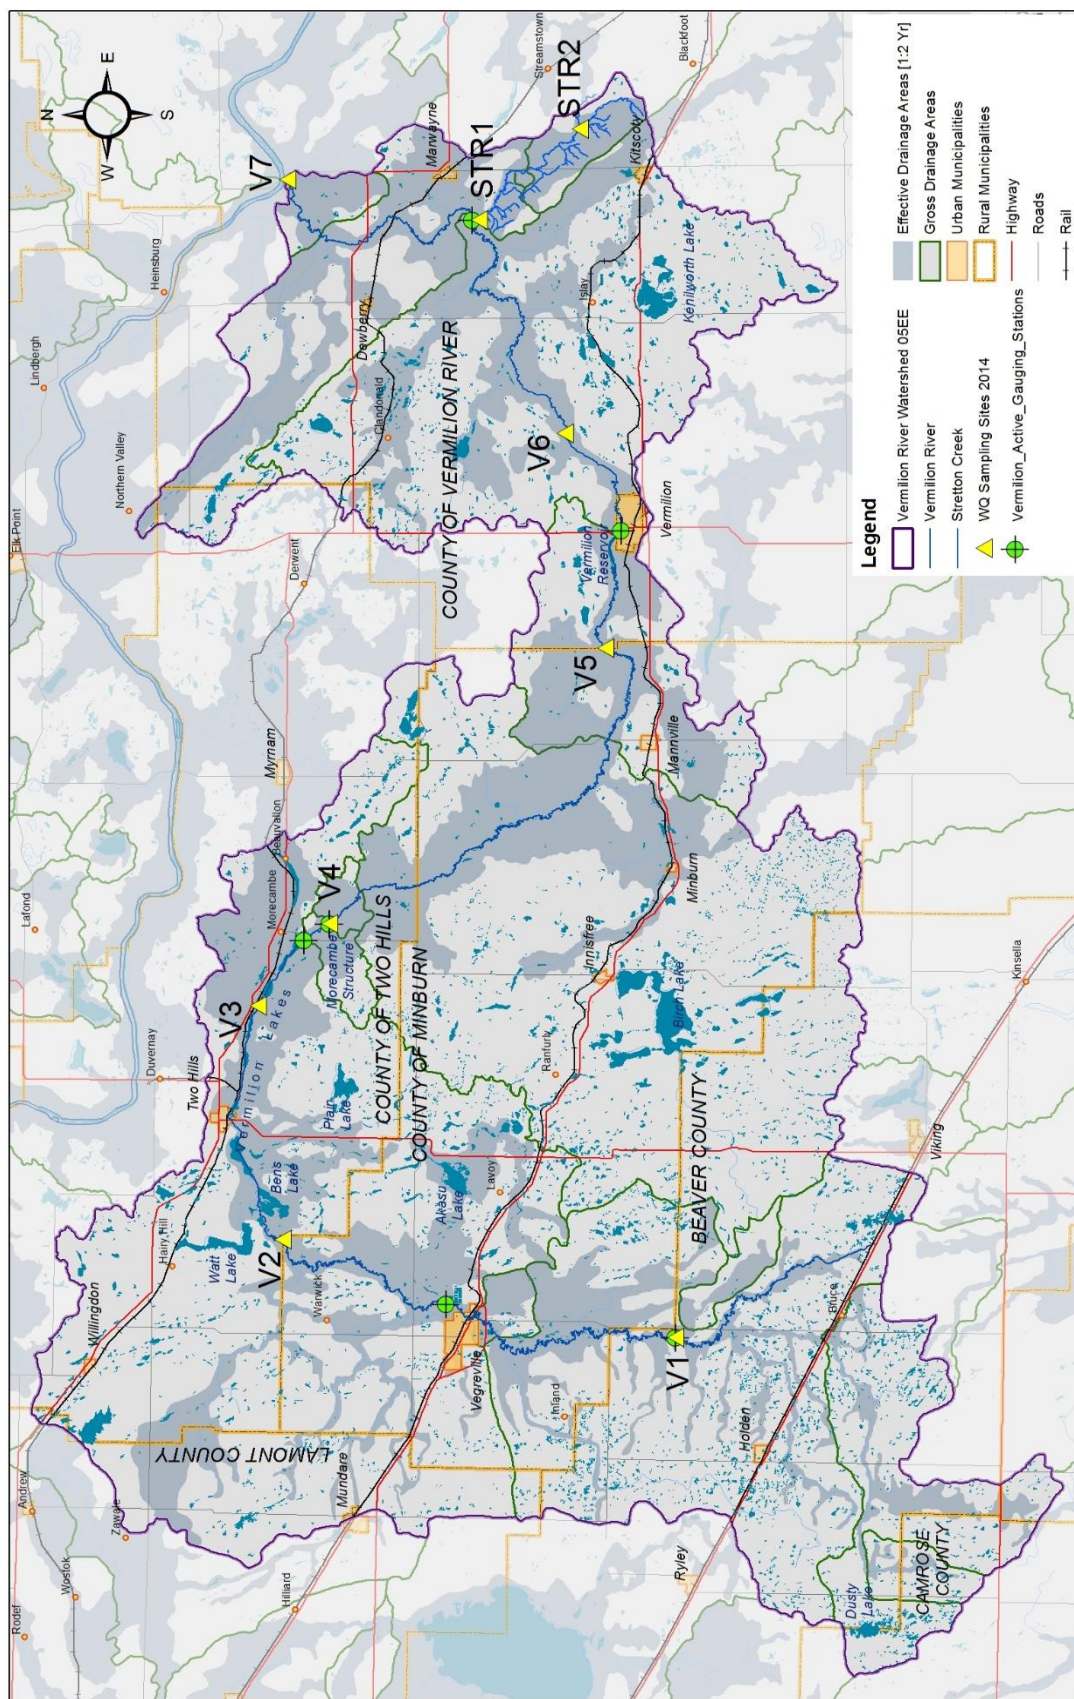 N
W
E
S
Rodef
Andrew
Wostok
Zawale
Willingdon
Hairy Hill
Hilliard
Mundare
LAMONT COUNTY
Watt
Lake
Bens
Lake
V2
Warwick
Two Hills
Duvernay
Lafond
Vermilion Lakes
V3
Morecambe
Beauvallon
Myrnam
Plain
Lake
Morecambe
Structure
V4
COUNTY OF TWO HILLS
COUNTY OF MINBURN
Akasu
Lake
Lavoy
Vegreville
Inland
Ranfurly
Innisfree
Birch Lake
Minburn
Mannville
V1
BEAVER COUNTY
Holden
Bruce
Ryley
Viking
Kinsella
Dusty
Lake
CAMROSE
COUNTY
Elk Point
Northern Valley
Lindbergh
Heinsburg
Derwent
Clandonald
Dewberry
COUNTY OF VERMILION RIVER
V5
Vermilion
Reservoi
Vermilion
V6
V7
Marwayne
STR1
STR2
Streamstown
Blackfoot
Kitscoty
Islay
Kenilworth Lake
Legend
Vermilion River Watershed 05EE
Vermilion River
Stretton Creek
WQ Sampling Sites 2014
Vermilion_Active_Gauging_Stations
Effective Drainage Areas [1:2 Yr]
Gross Drainage Areas
Urban Municipalities
Rural Municipalities
Highway
Roads
Rail